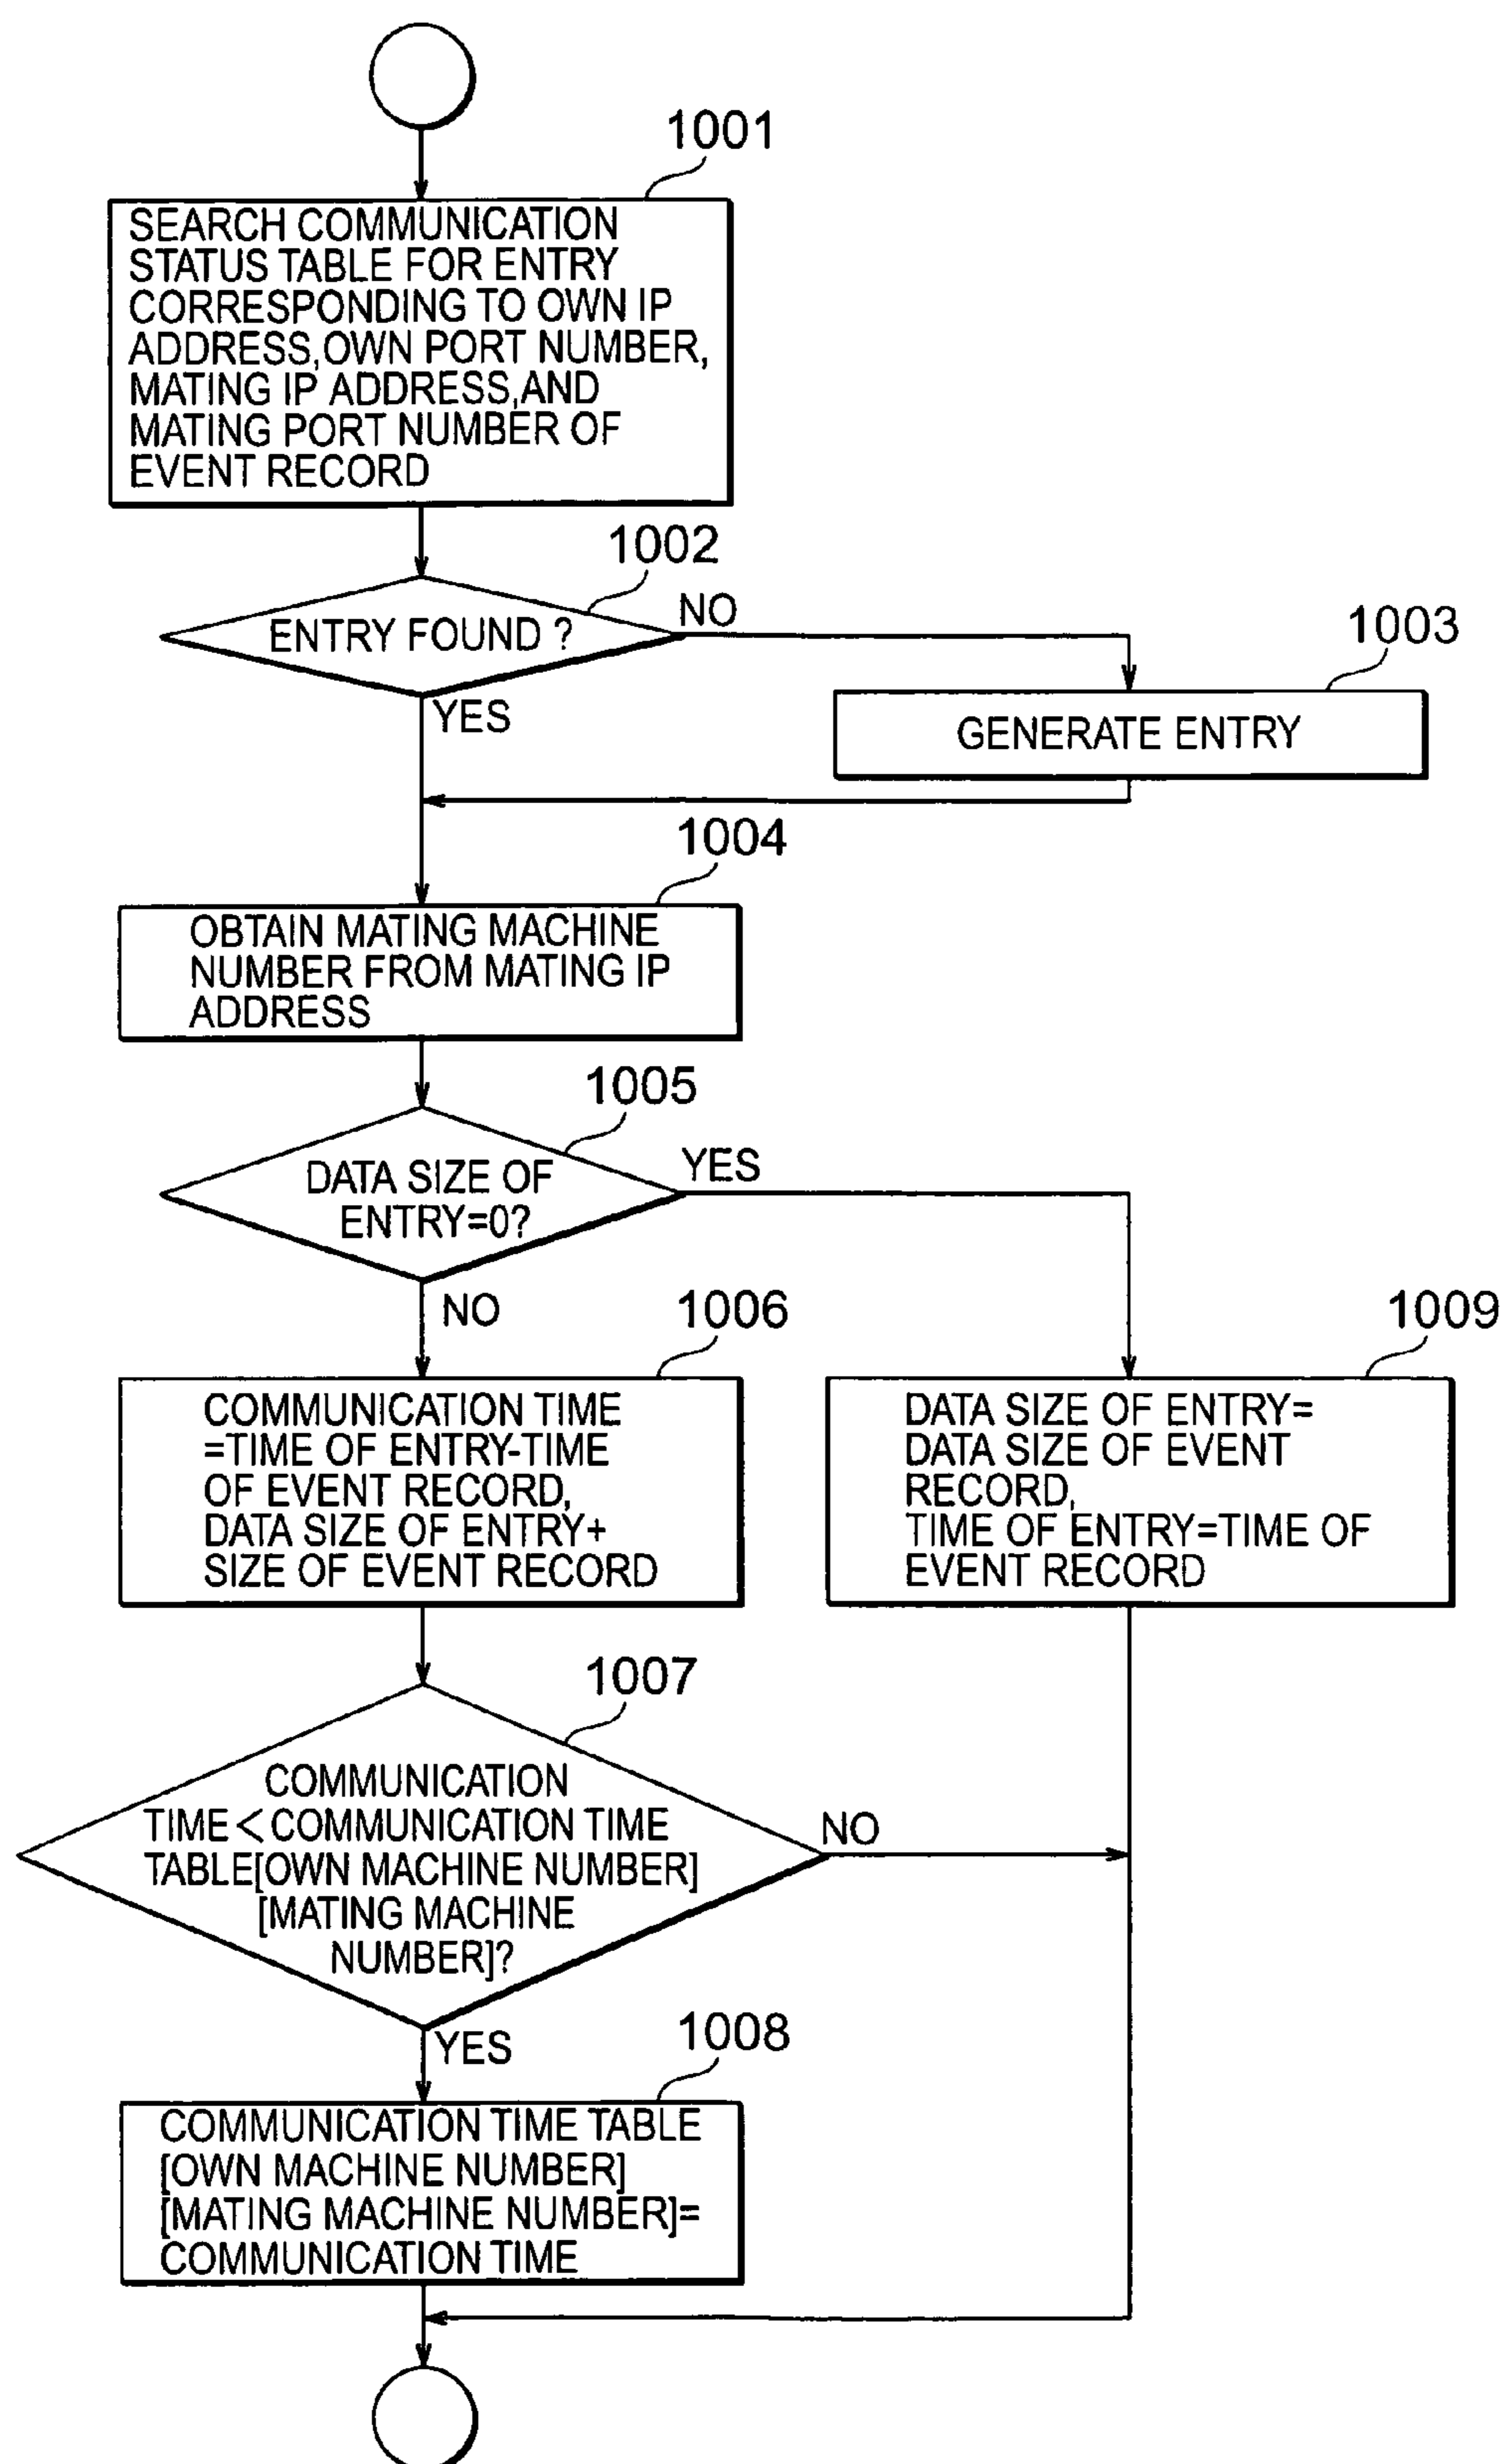 1001
SEARCH COMMUNICATION
STATUS TABLE FOR ENTRY
CORRESPONDING TO OWN IP
ADDRESS,OWN PORT NUMBER,
MATING IP ADDRESS,AND
MATING PORT NUMBER OF
EVENT RECORD
1002
ENTRY FOUND ?
NO
YES
1003
GENERATE ENTRY
1004
OBTAIN MATING MACHINE
NUMBER FROM MATING IP
ADDRESS
1005
DATA SIZE OF
ENTRY=0?
YES
NO
1006
COMMUNICATION TIME
=TIME OF ENTRY-TIME
OF EVENT RECORD,
DATA SIZE OF ENTRY+
SIZE OF EVENT RECORD
1009
DATA SIZE OF ENTRY=
DATA SIZE OF EVENT
RECORD,
TIME OF ENTRY=TIME OF
EVENT RECORD
1007
COMMUNICATION
TIME<COMMUNICATION TIME
TABLE[OWN MACHINE NUMBER]
[MATING MACHINE
NUMBER]?
NO
YES
1008
COMMUNICATION TIME TABLE
[OWN MACHINE NUMBER]
[MATING MACHINE NUMBER]=
COMMUNICATION TIME